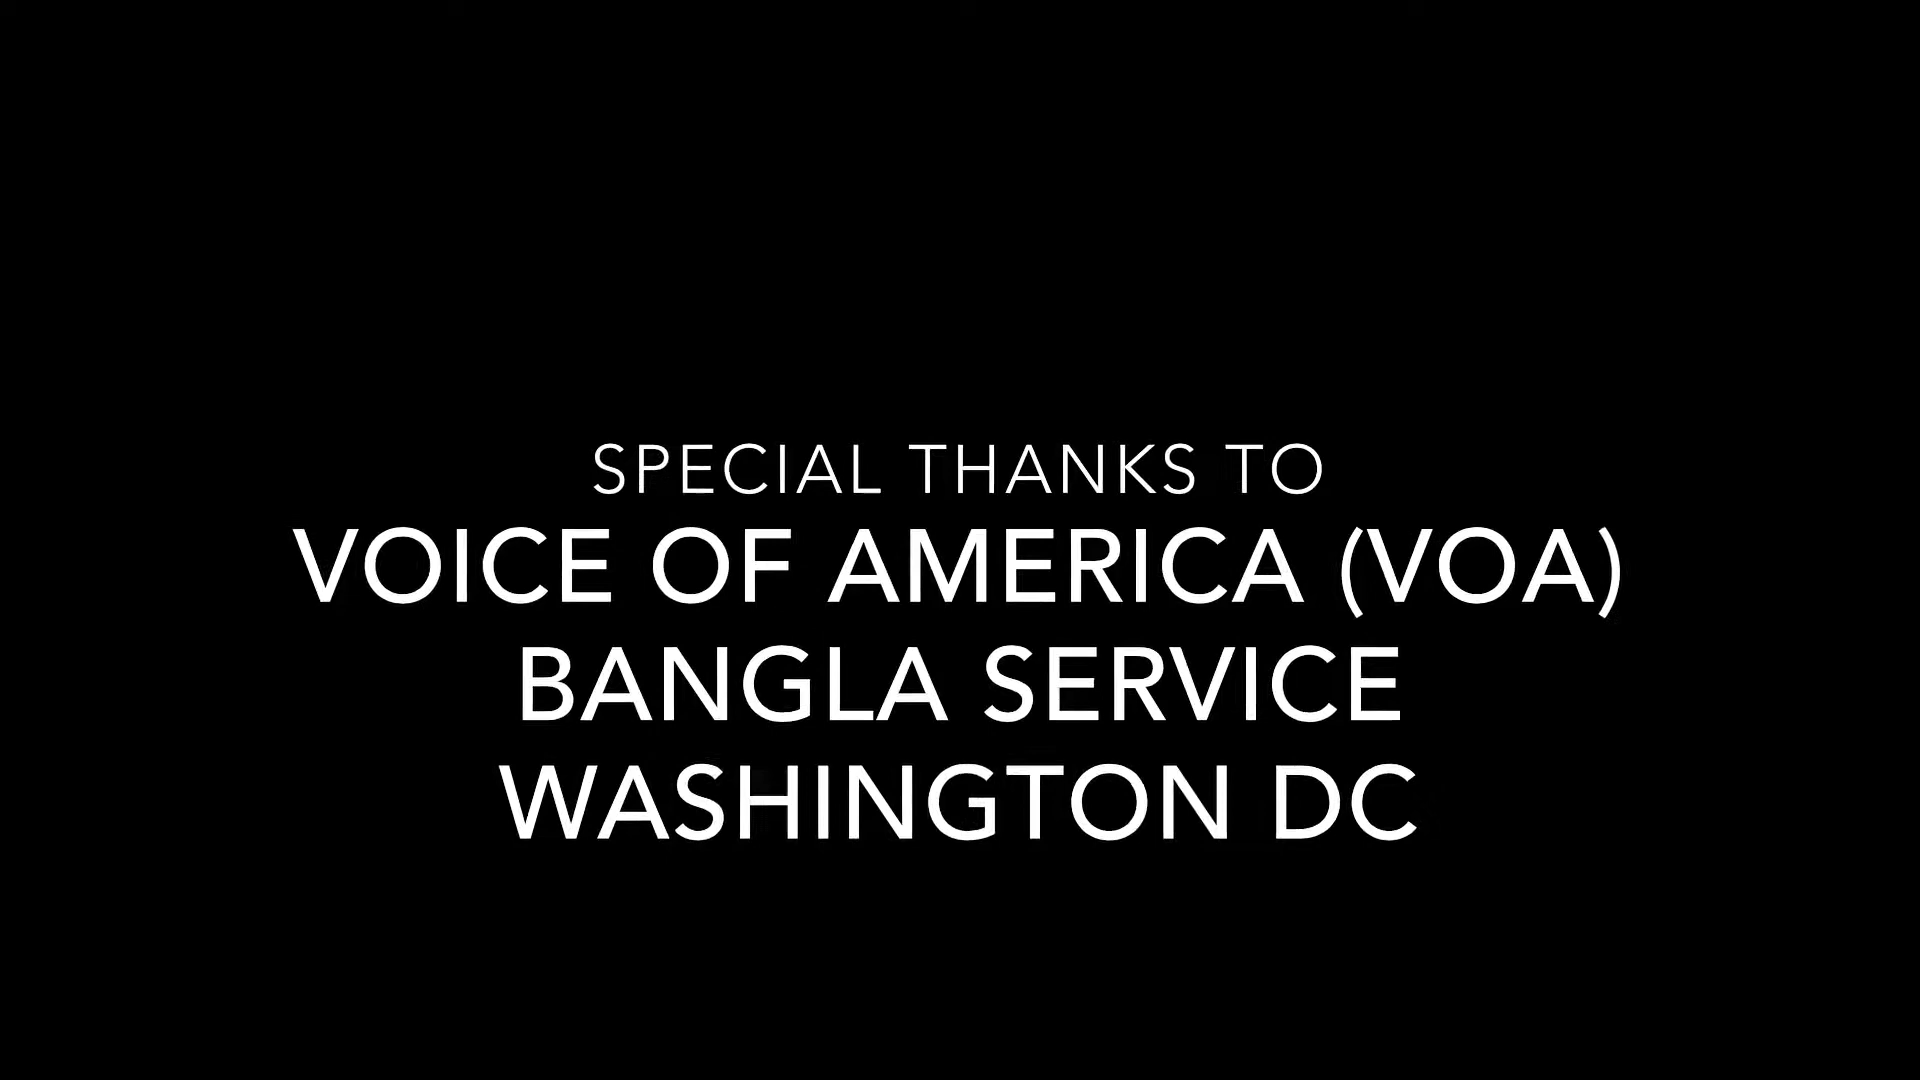 SPECIAL THANKS TO
VOICE OF AMERICA (VOA)
BANGLA SERVICE
WASHINGTON DC